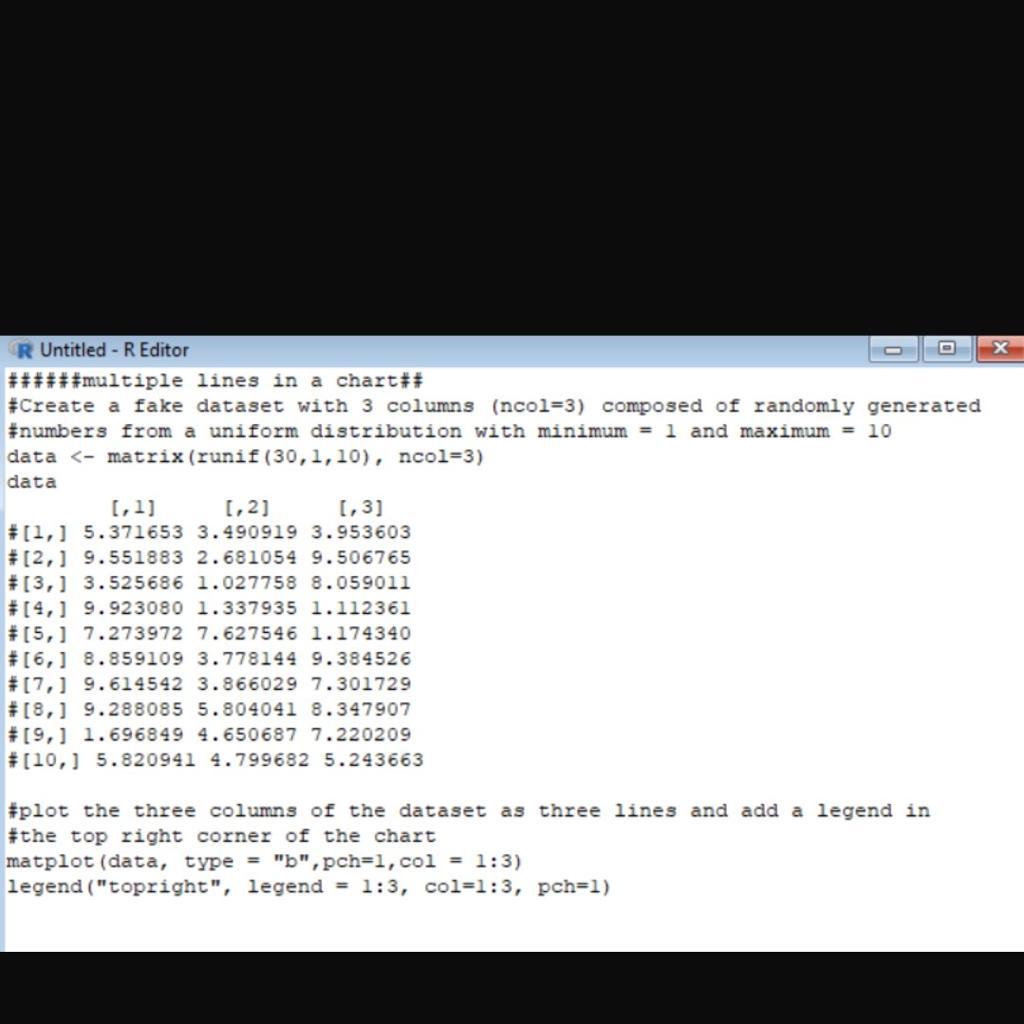 Untitled - R Editor
######multiple lines in a chart##
#Create a fake dataset with 3 columns (ncol=3) composed of randomly generated
#numbers from a uniform distribution with minimum = 1 and maximum = 10
data <- matrix(runif(30,1,10), ncol=3)
data
        [,1]     [,2]     [,3]
#[1,] 5.371653 3.490919 3.953603
#[2,] 9.551883 2.681054 9.506765
#[3,] 3.525686 1.027758 8.059011
#[4,] 9.923080 1.337935 1.112361
#[5,] 7.273972 7.627546 1.174340
#[6,] 8.859109 3.778144 9.384526
#[7,] 9.614542 3.866029 7.301729
#[8,] 9.288085 5.804041 8.347907
#[9,] 1.696849 4.650687 7.220209
#[10,] 5.820941 4.799682 5.243663

#plot the three columns of the dataset as three lines and add a legend in
#the top right corner of the chart
matplot(data, type = "b",pch=1,col = 1:3)
legend("topright", legend = 1:3, col=1:3, pch=1)